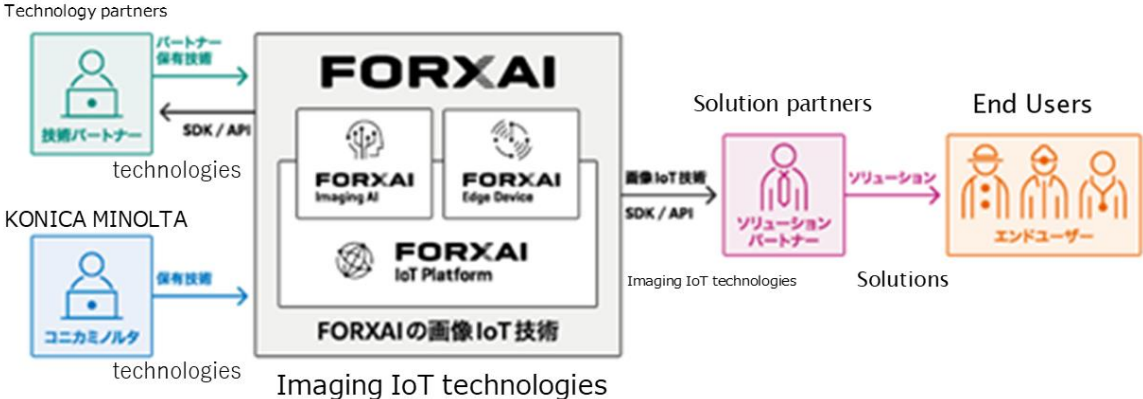 Technology partners
パートナー
保有技術
技術パートナー
SDK / API
technologies
KONICA MINOLTA
保有技術
コニカミノルタ
technologies
FORXAI
FORXAI
Imaging AI
FORXAI
Edge Device
FORXAI
IoT Platform
FORXAIの画像IoT技術
Imaging IoT technologies
画像IoT技術
SDK / API
Imaging IoT technologies
Solution partners
ソリューション
パートナー
ソリューション
Solutions
End Users
エンドユーザー